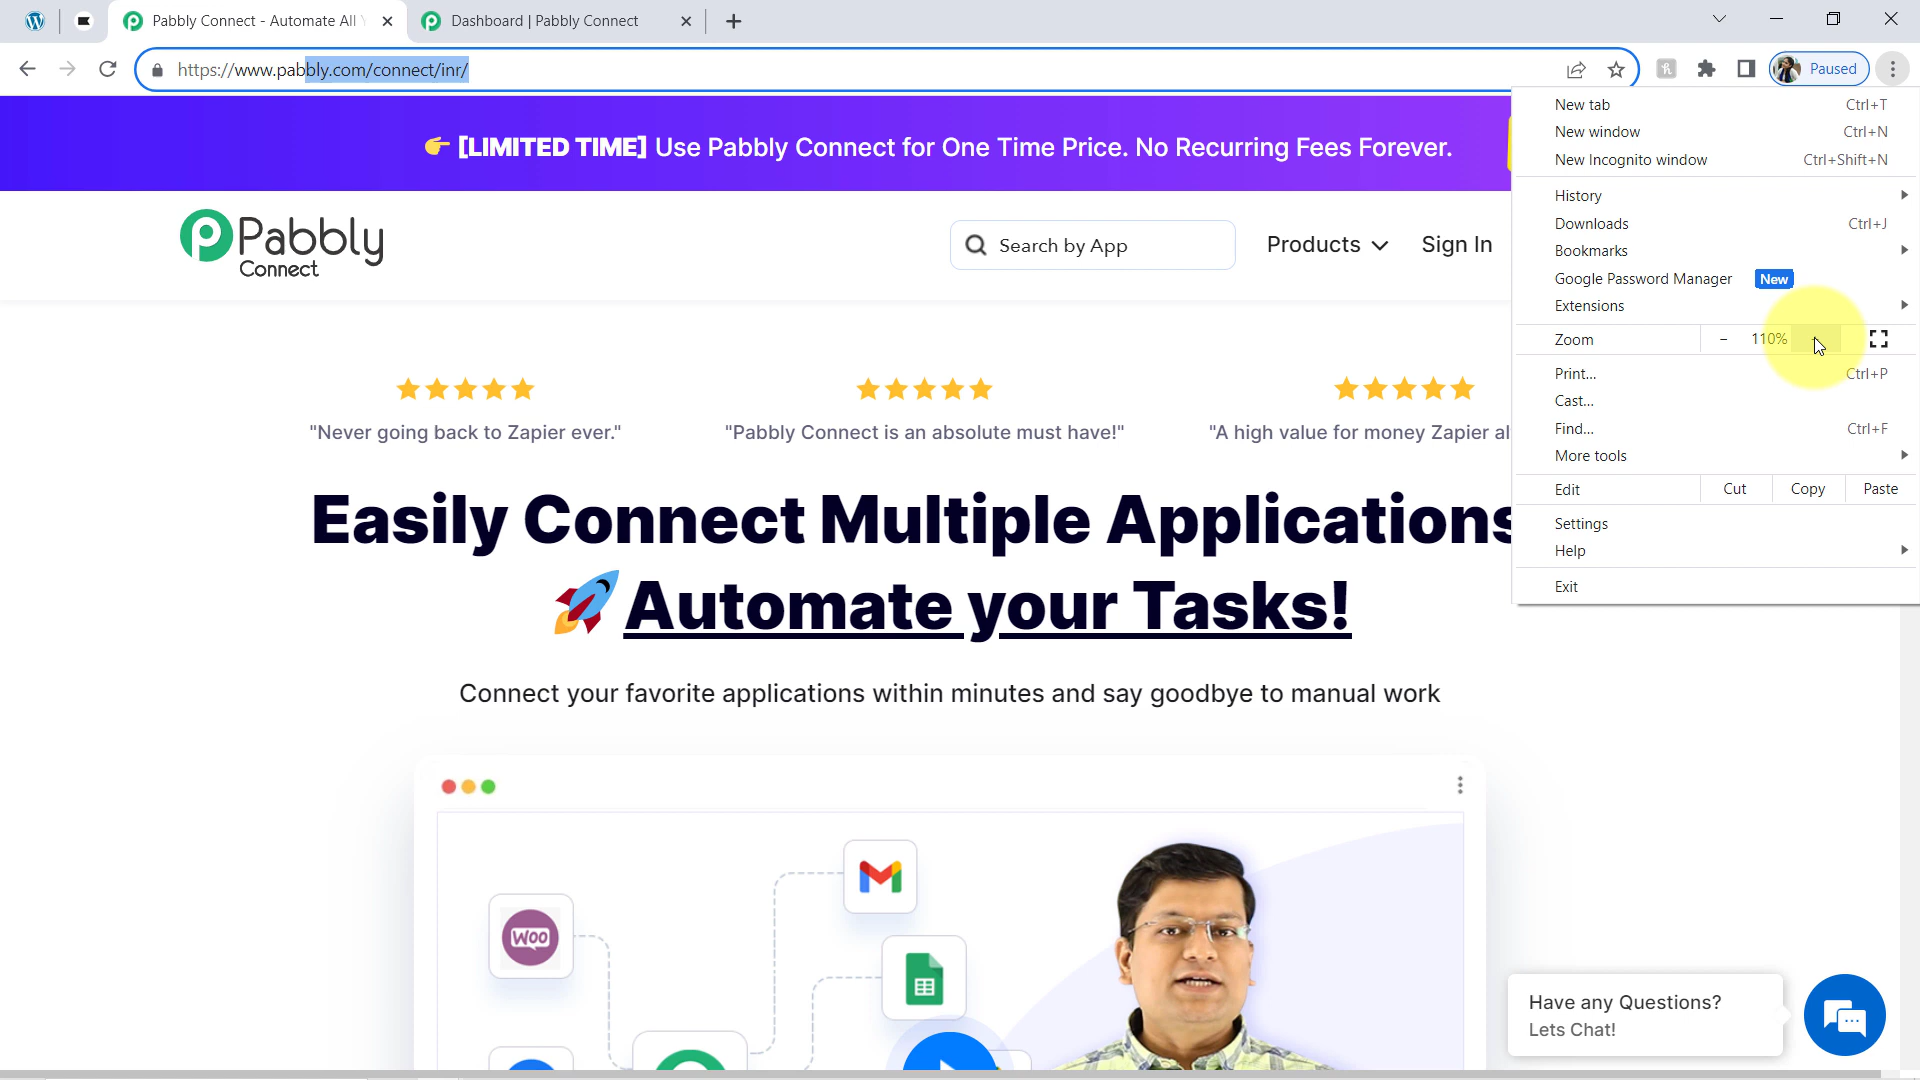 Pabbly Connect - Automate All Y
Dashboard | Pabbly Connect
https://www.pabbly.com/connect/inr/
Paused
[LIMITED TIME] Use Pabbly Connect for One Time Price. No Recurring Fees Forever.
Pabbly
Connect
Search by App
Products
Sign In
New tab Ctrl+T
New window Ctrl+N
New Incognito window Ctrl+Shift+N
History
Downloads Ctrl+J
Bookmarks
Google Password Manager New
Extensions
Zoom - 110%
Print... Ctrl+P
Cast...
Find... Ctrl+F
More tools
Edit Cut Copy Paste
Settings
Help
Exit
"Never going back to Zapier ever."
"Pabbly Connect is an absolute must have!"
"A high value for money Zapier al
Easily Connect Multiple Applications
Automate your Tasks!
Connect your favorite applications within minutes and say goodbye to manual work
WOO
Have any Questions?
Lets Chat!